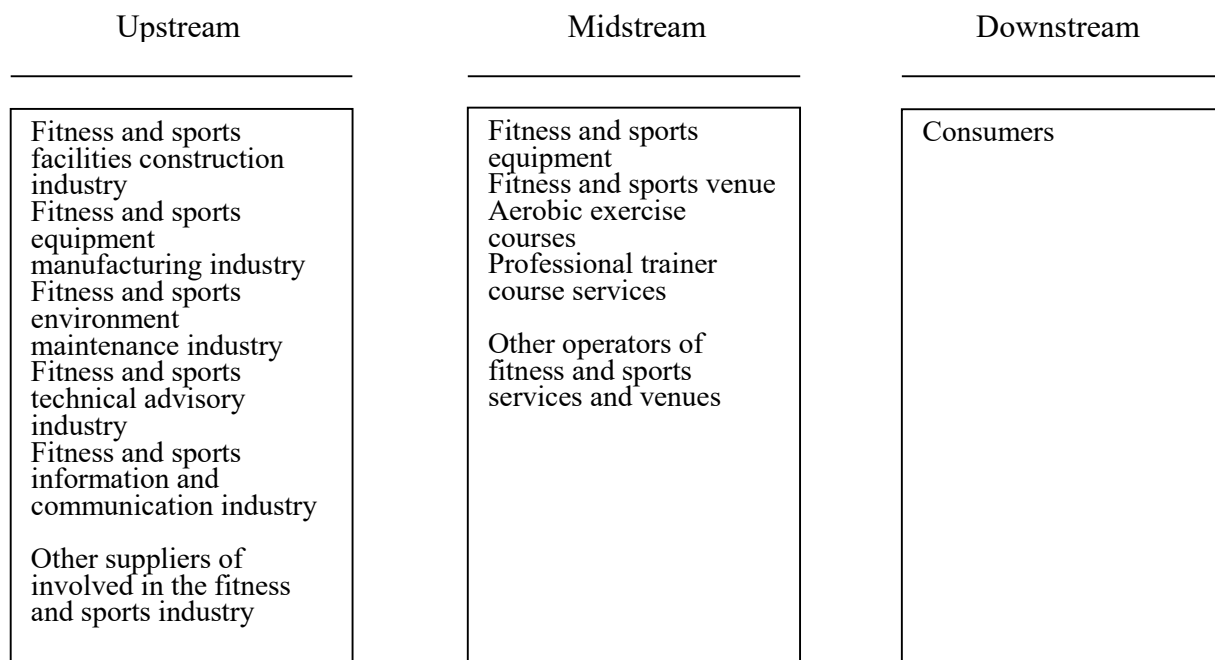 Upstream
Midstream
Downstream
Fitness and sports
facilities construction
industry
Fitness and sports
equipment
manufacturing industry
Fitness and sports
environment
maintenance industry
Fitness and sports
technical advisory
industry
Fitness and sports
information and
communication industry
Other suppliers of
involved in the fitness
and sports industry
Fitness and sports
equipment
Fitness and sports venue
Aerobic exercise
courses
Professional trainer
course services
Other operators of
fitness and sports
services and venues
Consumers